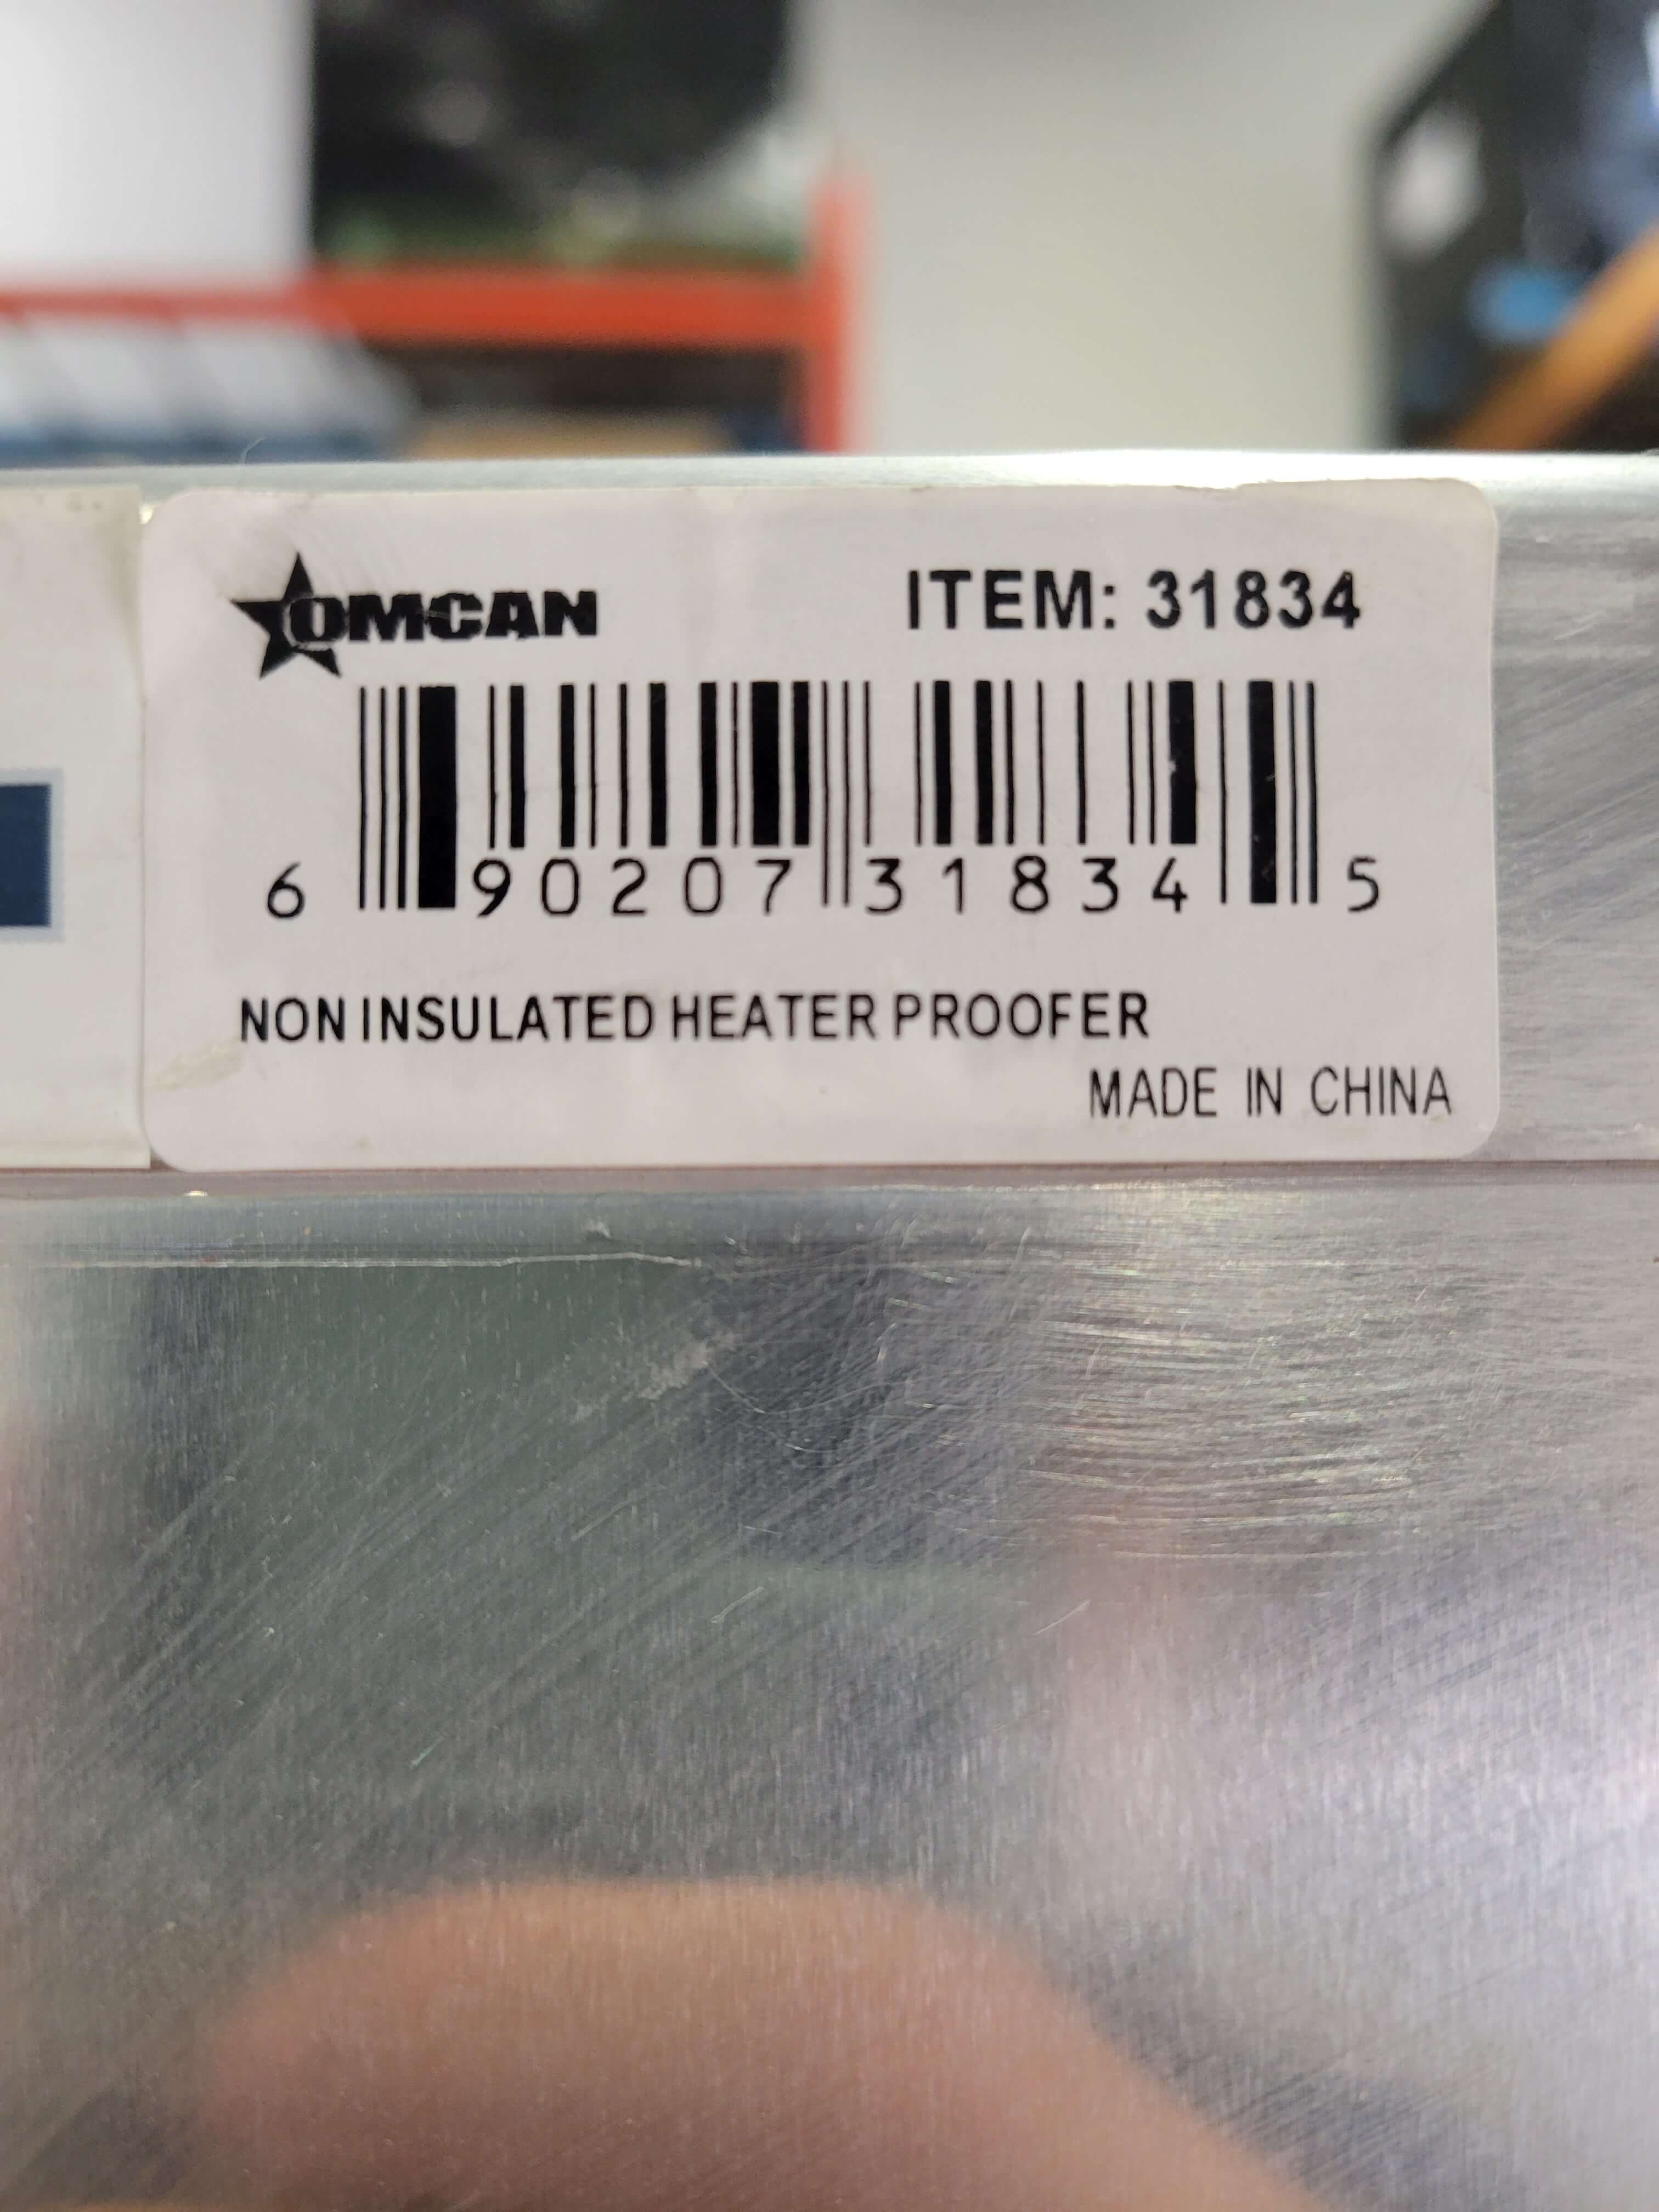 OMCAN
ITEM: 31834
6 90207 31834 5
NON INSULATED HEATER PROOFER
MADE IN CHINA